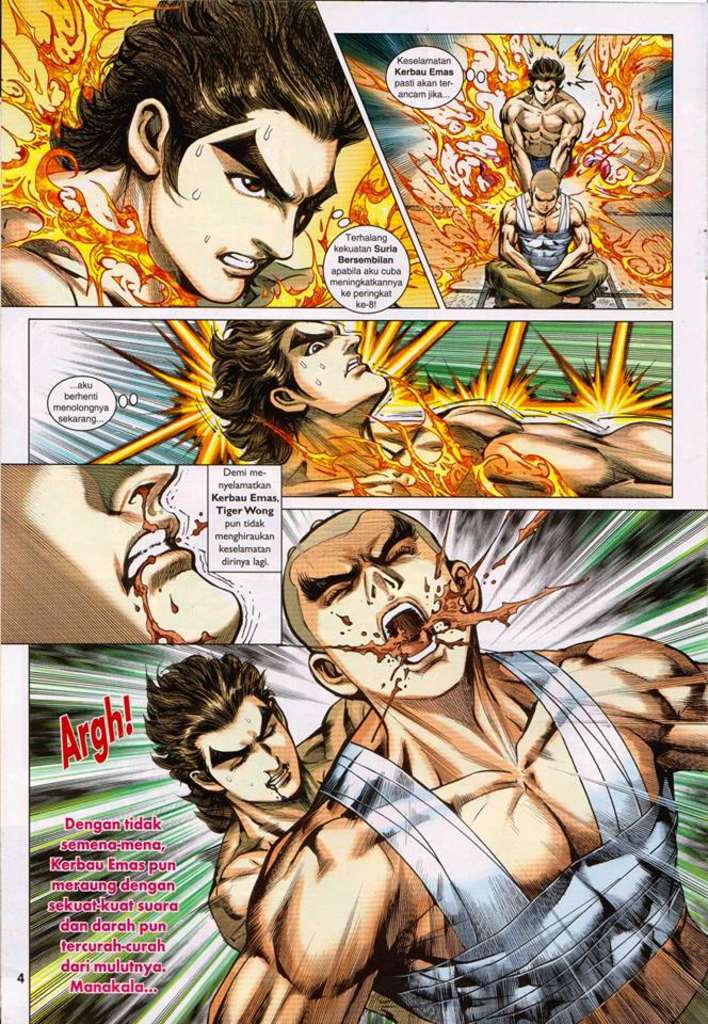 Keselamatan
Kerbau Emas
pasti akan ter-
ancam jika...
Terhalang
kekuatan Suria
Bersembilan
apabila aku cuba
meningkatkannya
ke peringkat
ke-8!
...aku
berhenti
menolongnya
sekarang...
Demi me-
nyelamatkan
Kerbau Emas,
Tiger Wong
pun tidak
menghiraukan
keselamatan
dirinya lagi.
Argh!
Dengan tidak
semena-mena,
Kerbau Emas pun
meraung dengan
sekuat-kuat suara
dan darah pun
tercurah-curah
dari mulutnya.
Manakala...
4